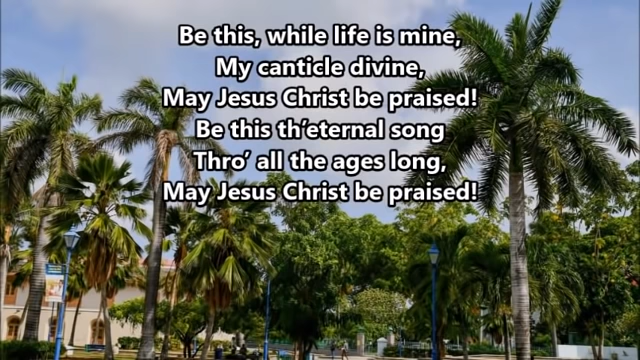 Be this, while life is mine,
My canticle divine,
May Jesus Christ be praised!
Be this th’eternal song
Thro’ all the ages long,
May Jesus Christ be praised!